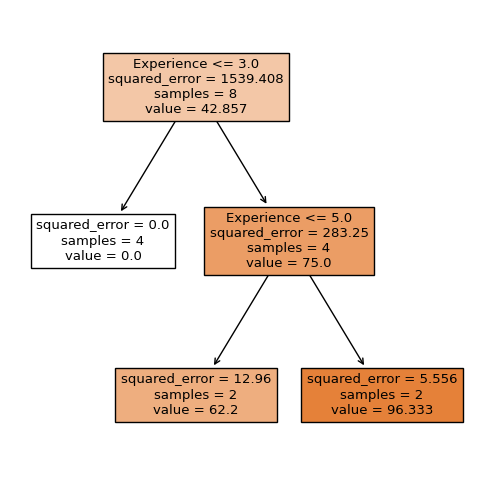 Experience <= 3.0
squared_error = 1539.408
samples = 8
value = 42.857
squared_error = 0.0
samples = 4
value = 0.0
Experience <= 5.0
squared_error = 283.25
samples = 4
value = 75.0
squared_error = 12.96
samples = 2
value = 62.2
squared_error = 5.556
samples = 2
value = 96.333